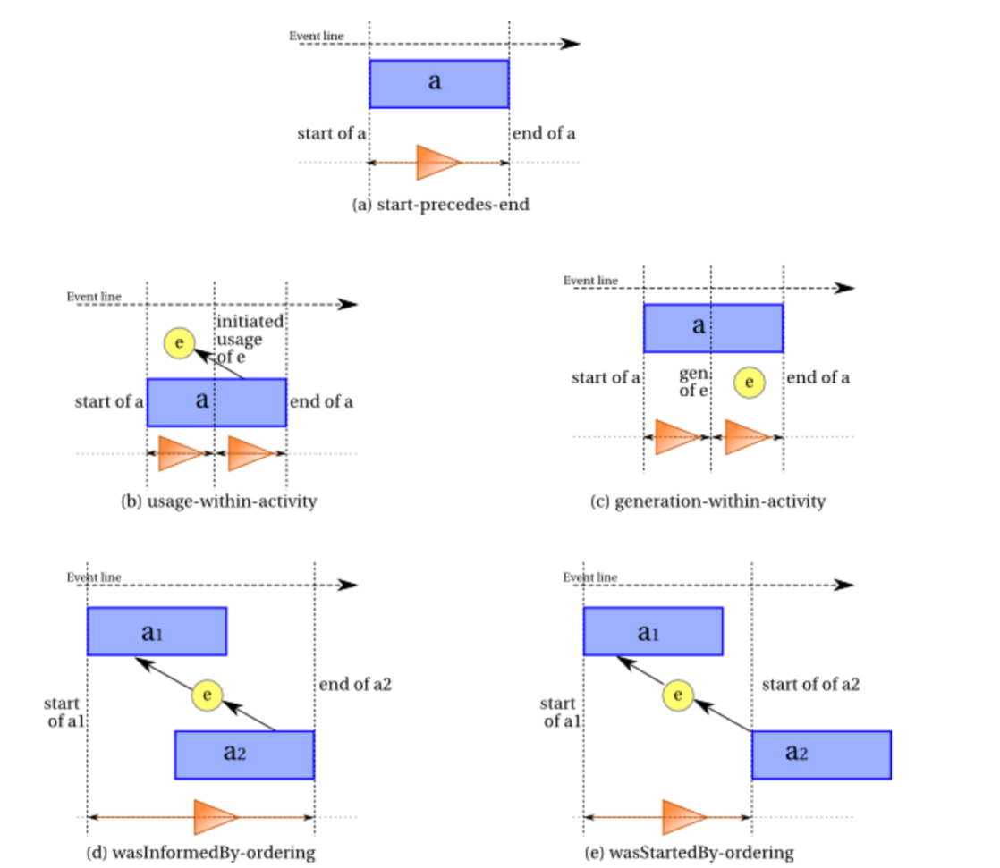 Event line
a
start of a
end of a
(a) start-precedes-end
Event line
initiated
usage
of e
e
start of a
a
end of a
(b) usage-within-activity
Event line
a
start of a
gen
of e
e
end of a
(c) generation-within-activity
Event line
a1
e
end of a2
start
of a1
a2
(d) wasInformedBy-ordering
Event line
a1
e
start of of a2
start
of a1
a2
(e) wasStartedBy-ordering